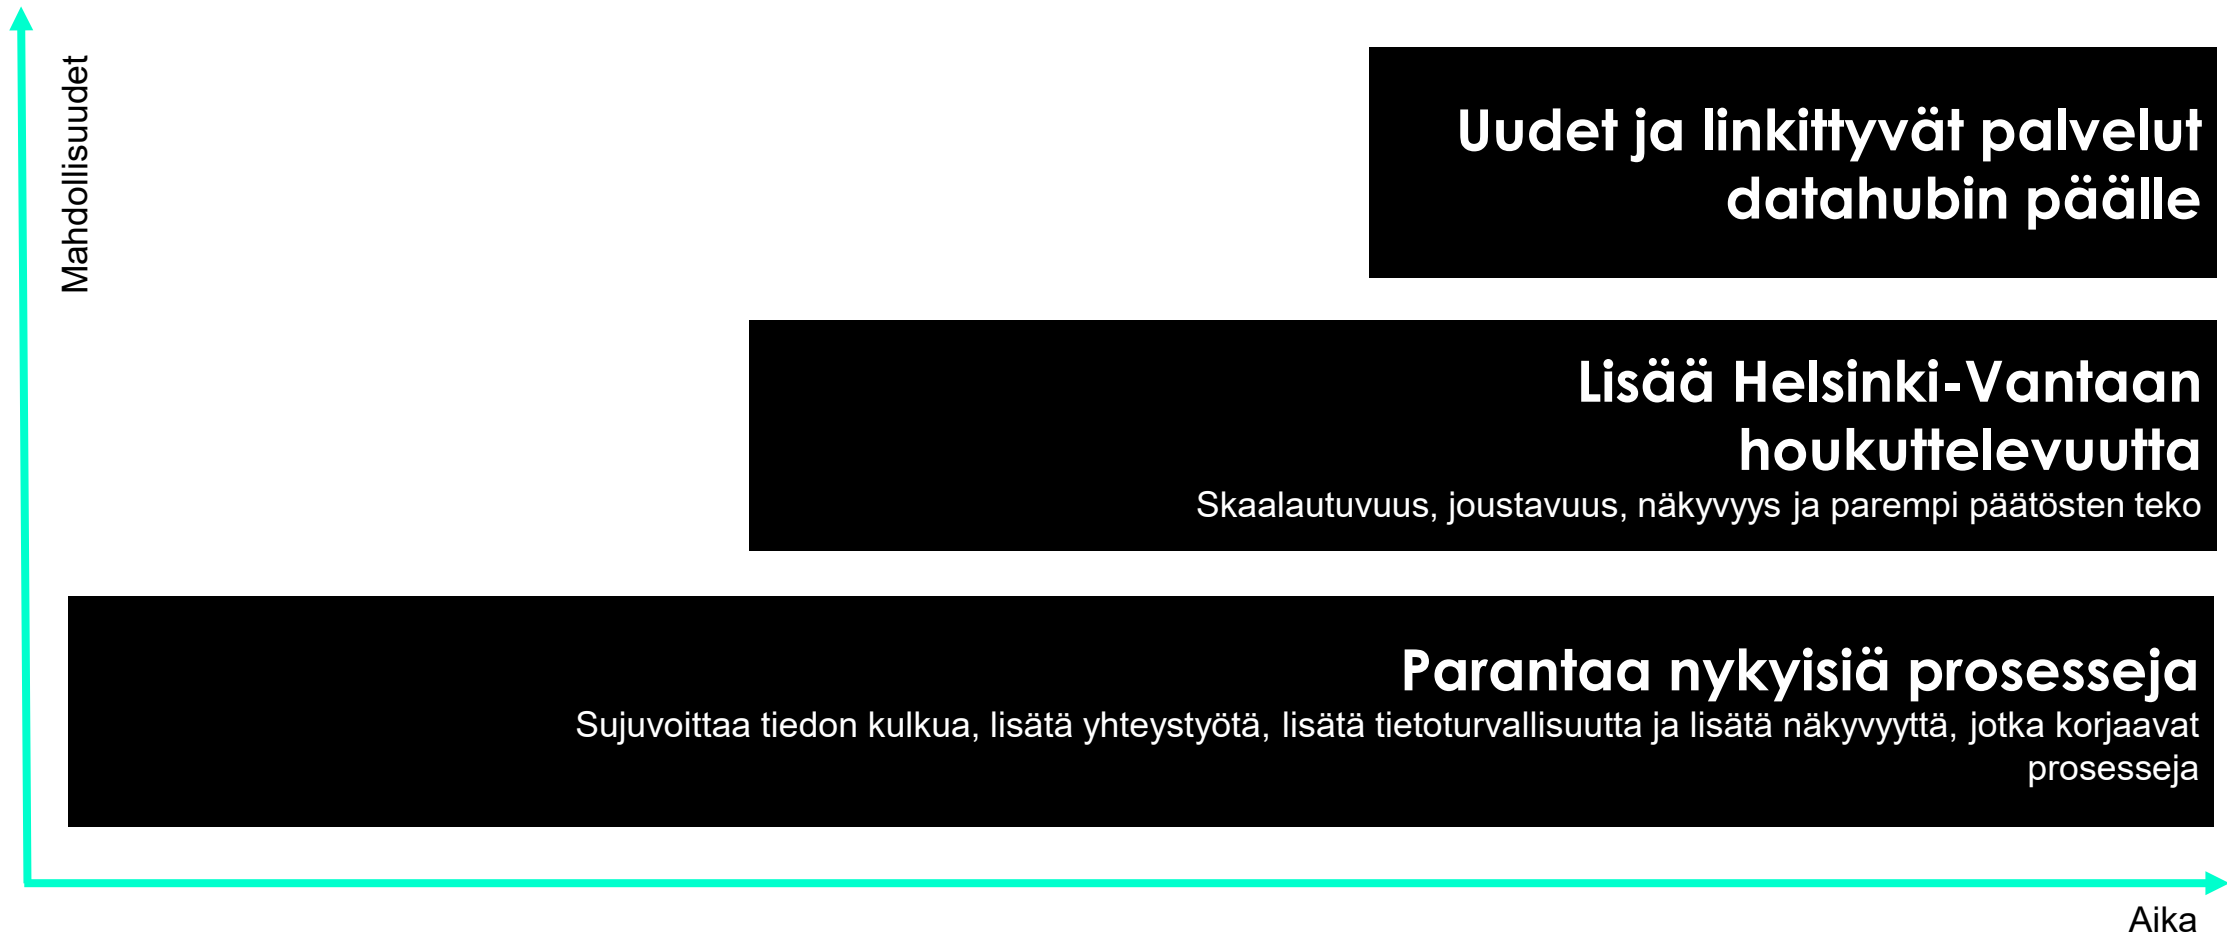 Mahdollisuudet
Uudet ja linkittyvät palvelut
datahubin päälle
Lisää Helsinki-Vantaan
houkuttelevuutta
Skaalautuvuus, joustavuus, näkyvyys ja parempi päätösten teko
Parantaa nykyisiä prosesseja
Sujuvoittaa tiedon kulkua, lisätä yhteystyötä, lisätä tietoturvallisuutta ja lisätä näkyvyyttä, jotka korjaavat
prosesseja
Aika